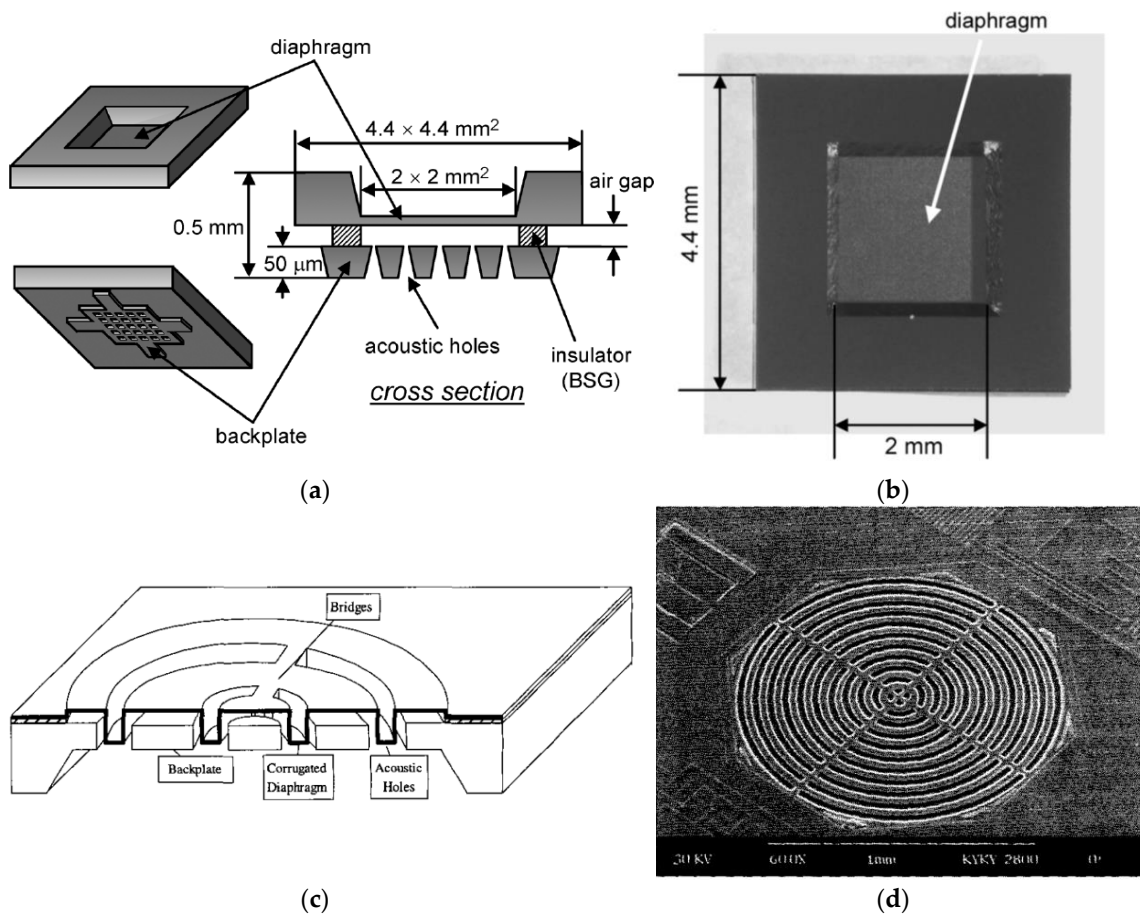 diaphragm
4.4 × 4.4 mm²
2 × 2 mm²
air gap
0.5 mm
50 μm
acoustic holes
insulator
(BSG)
cross section
backplate
(a)
diaphragm
4.4 mm
2 mm
(b)
Bridges
Backplate
Corrugated
Diaphragm
Acoustic
Holes
(c)
30 KV
600X
1mm
KYKY 2800
(d)